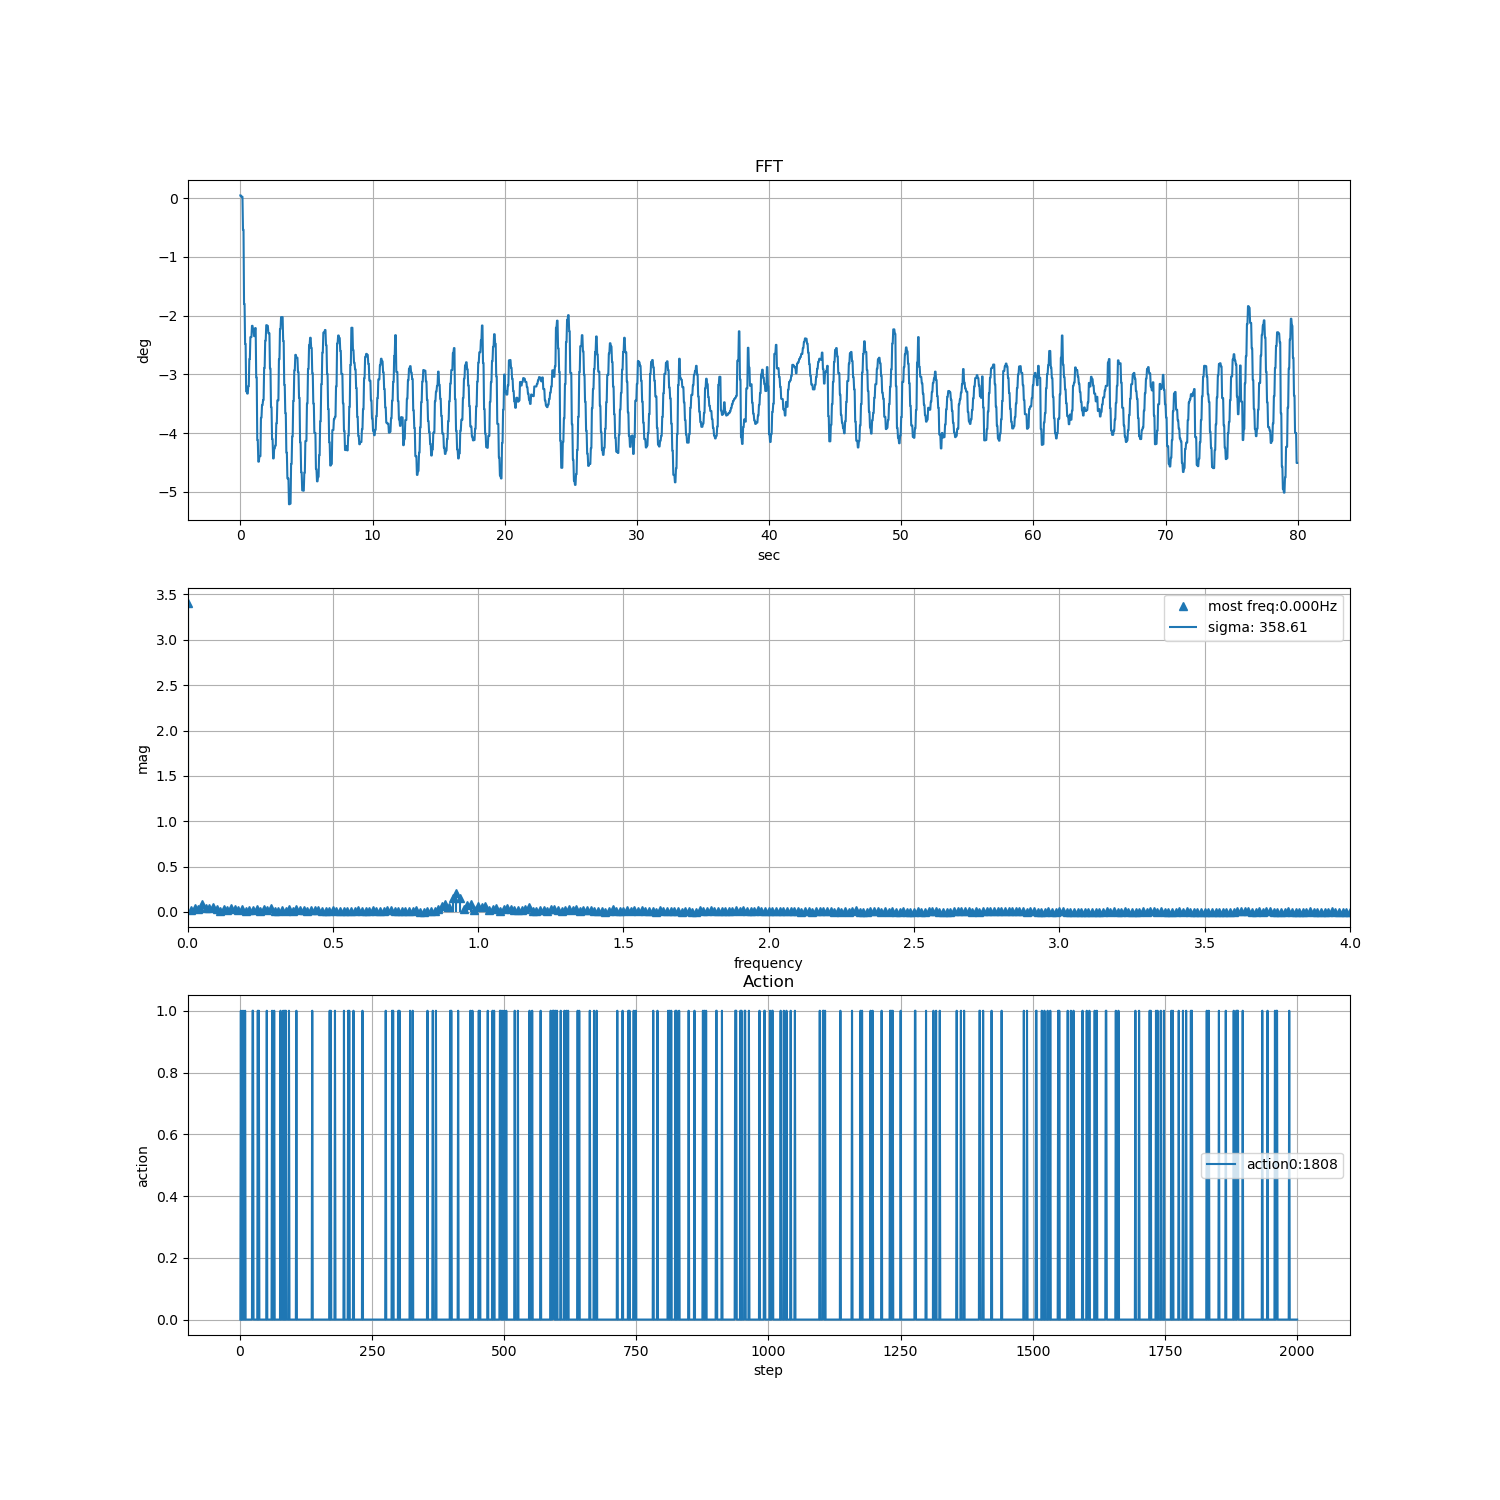 FFT
0
−1
−2
−3
−4
−5
deg
0 10 20 30 40 50 60 70 80
sec
3.5
3.0
2.5
2.0
1.5
1.0
0.5
0.0
mag
most freq:0.000Hz
sigma: 358.61
0.0 0.5 1.0 1.5 2.0 2.5 3.0 3.5 4.0
frequency
Action
1.0
0.8
0.6
0.4
0.2
0.0
action
action0:1808
0 250 500 750 1000 1250 1500 1750 2000
step